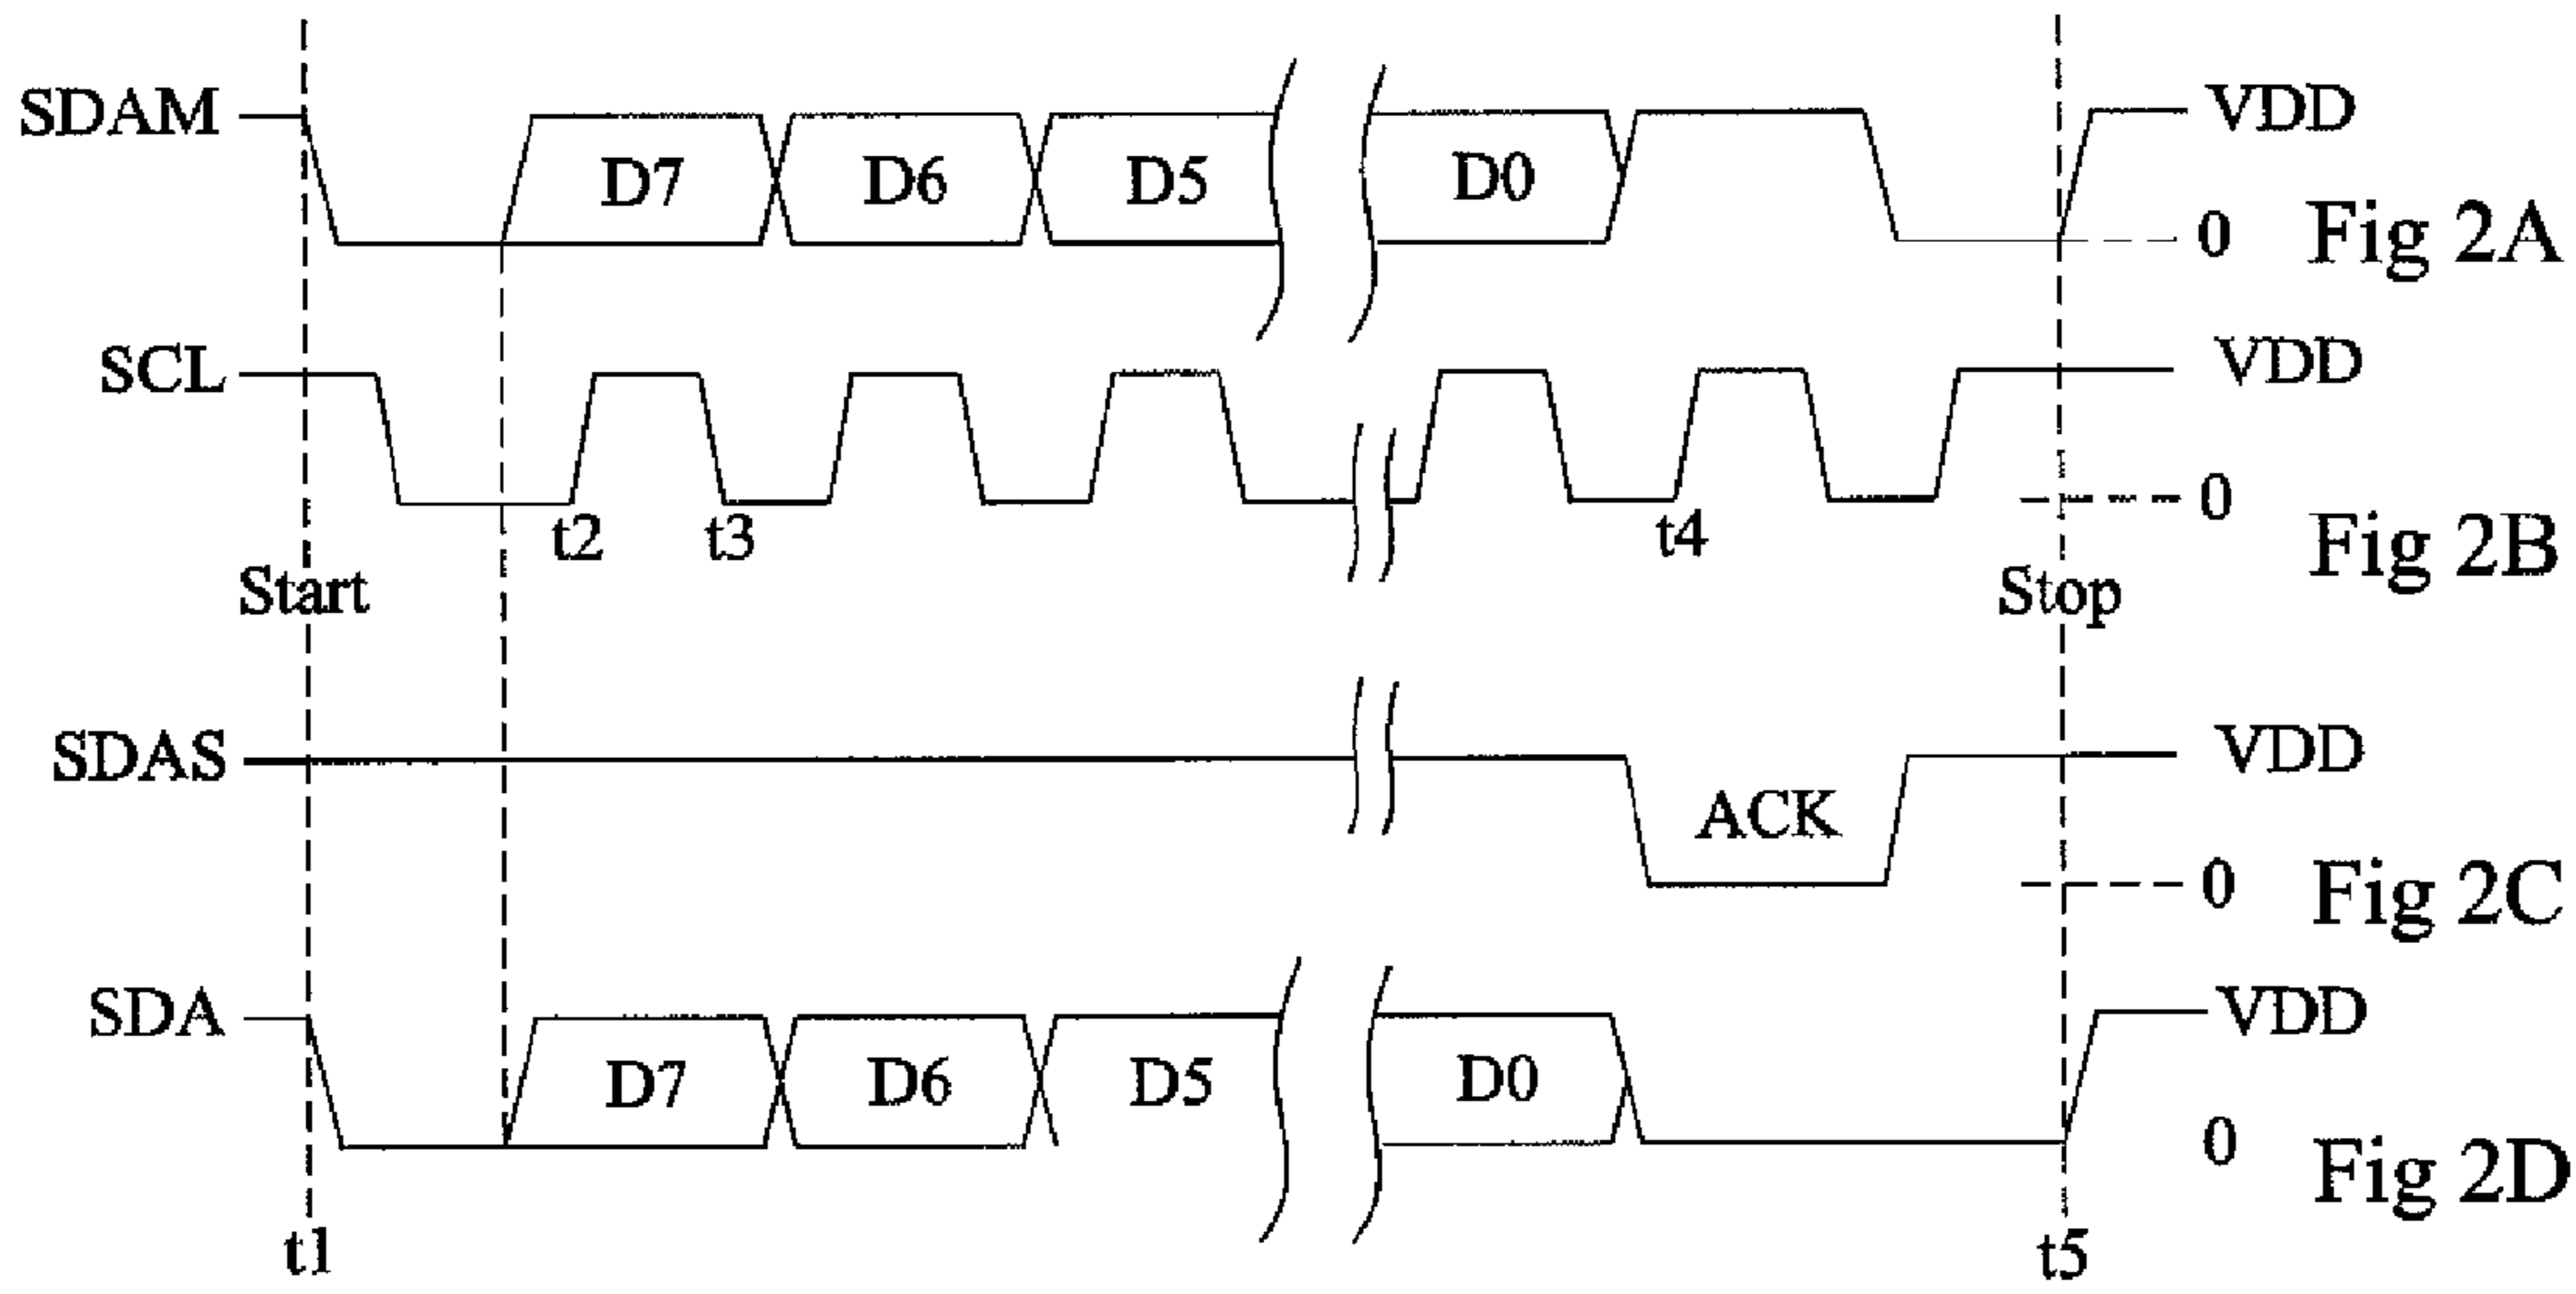 SDAM
D7
D6
D5
D0
VDD
0
Fig 2A
SCL
VDD
0
t2
t3
t4
Fig 2B
Start
Stop
SDAS
ACK
VDD
0
Fig 2C
SDA
D7
D6
D5
D0
VDD
0
Fig 2D
t1
t5